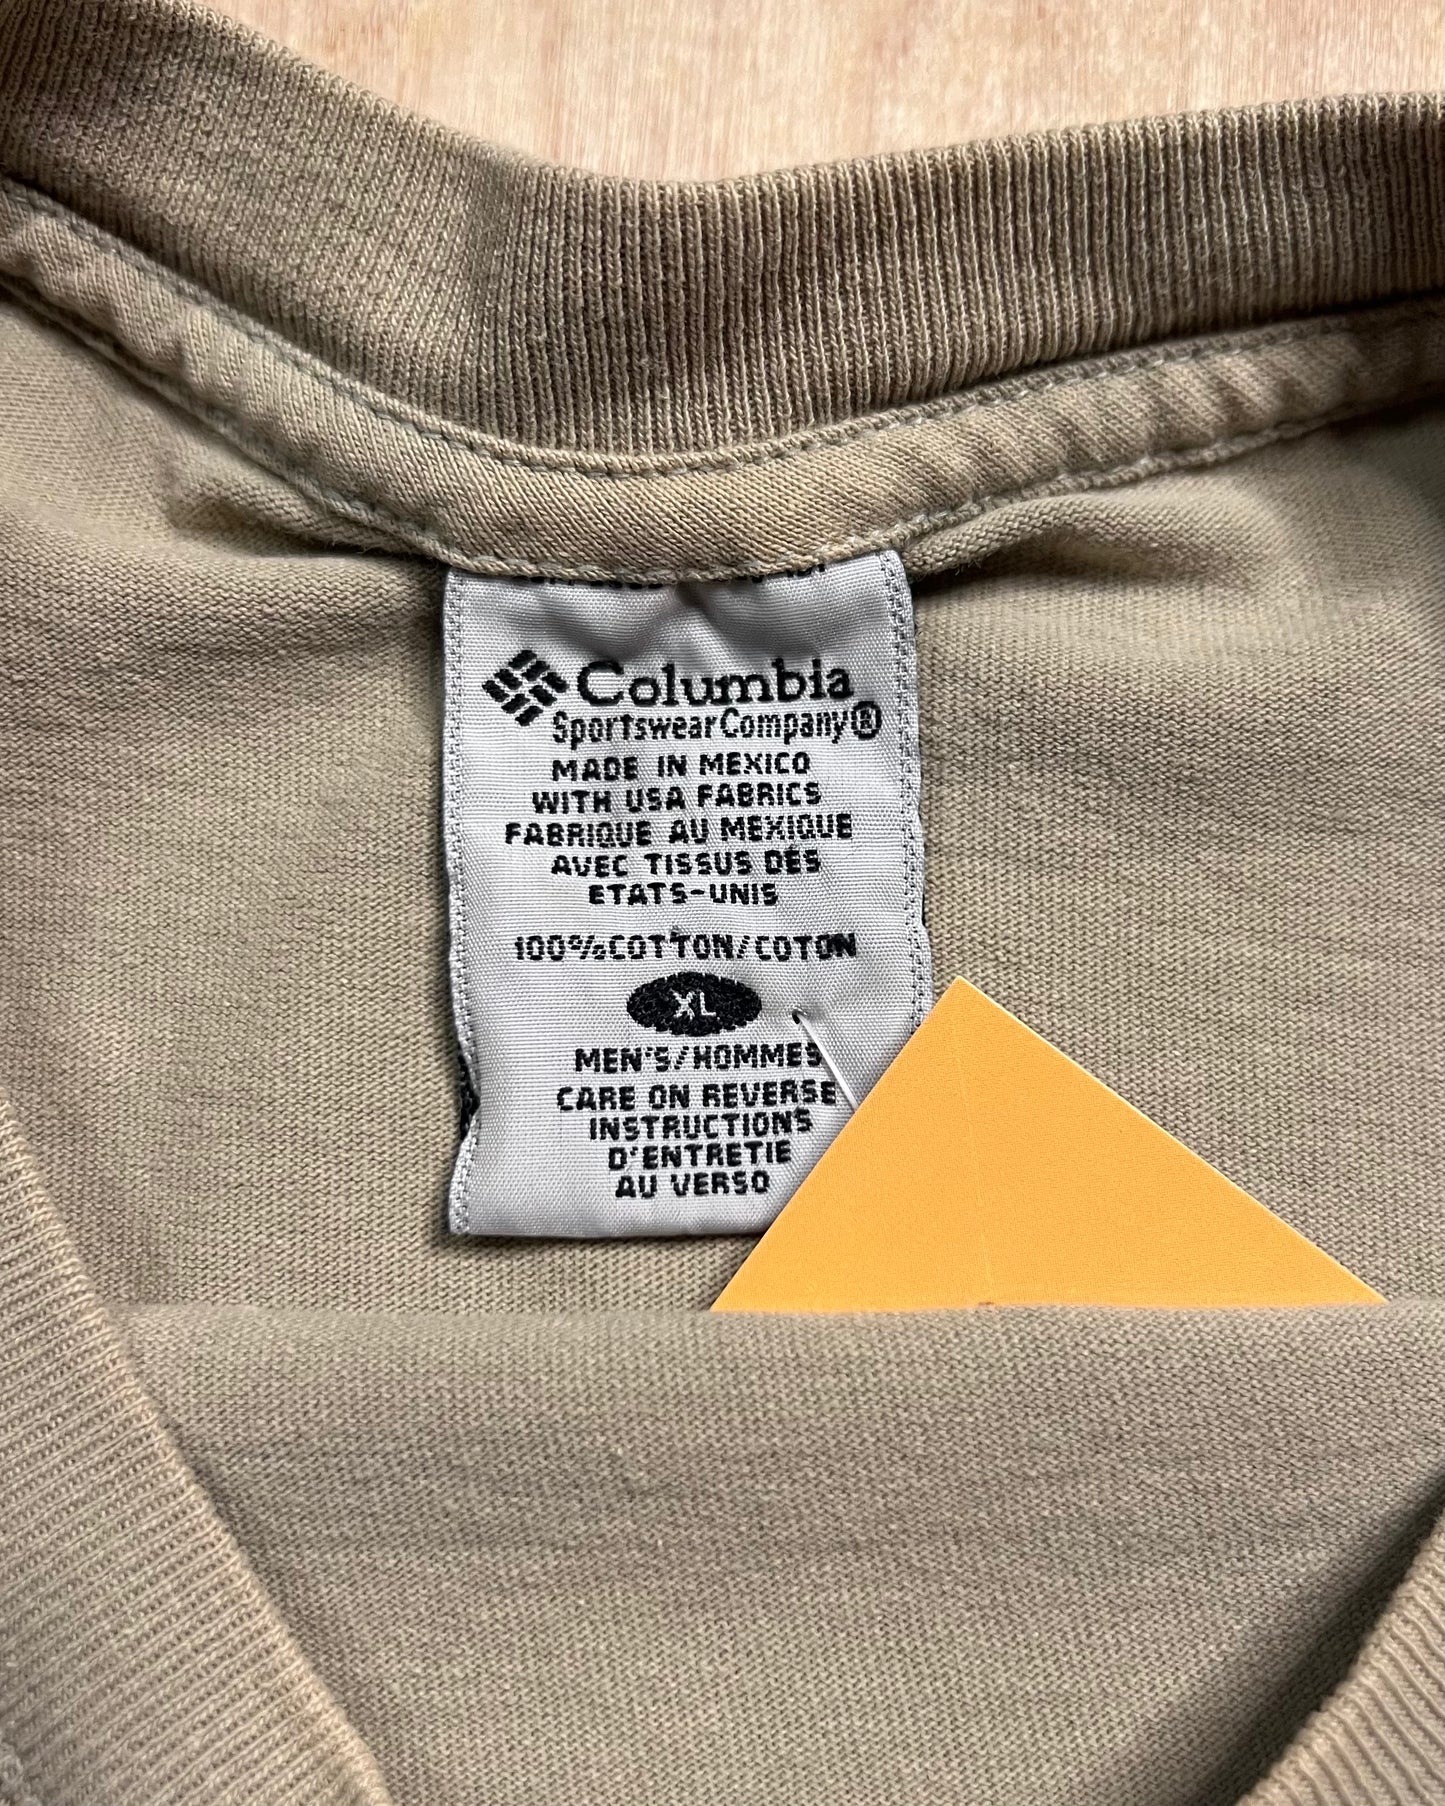 Columbia
Sportswear Company®
MADE IN MEXICO
WITH USA FABRICS
FABRIQUE AU MEXIQUE
AVEC TISSUS DÉS
ETATS-UNIS
100% COTTON/COTON
XL
MEN'S/HOMMES
CARE ON REVERSE
INSTRUCTIONS
D'ENTRETIE
AU VERSO